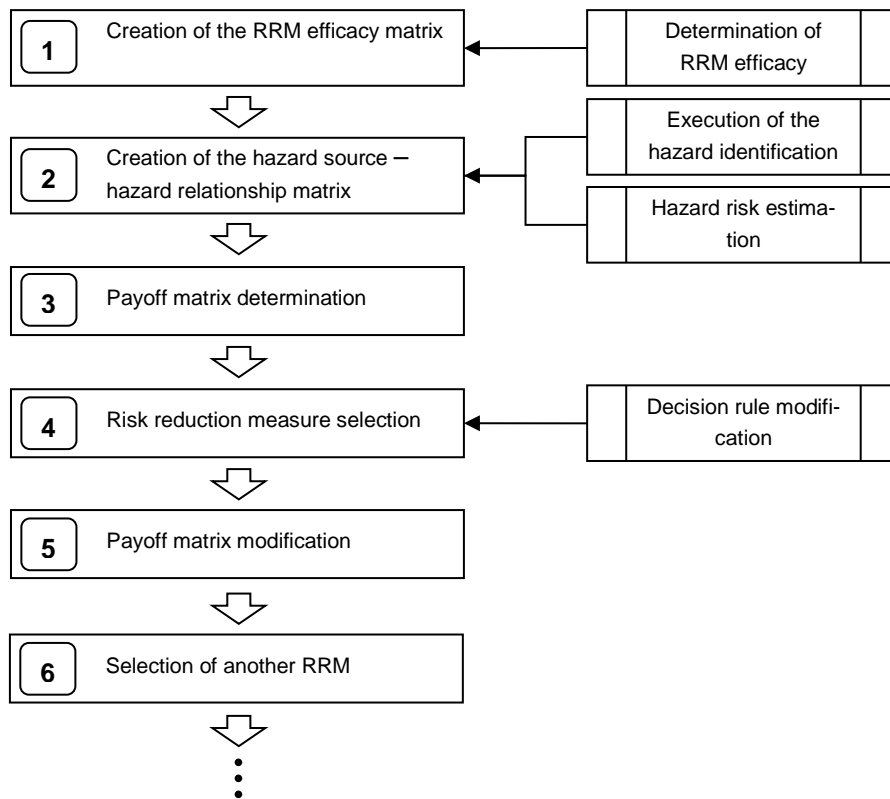 1
Creation of the RRM efficacy matrix
Determination of
RRM efficacy
2
Creation of the hazard source –
hazard relationship matrix
Execution of the
hazard identification
Hazard risk estima-
tion
3
Payoff matrix determination
4
Risk reduction measure selection
Decision rule modifi-
cation
5
Payoff matrix modification
6
Selection of another RRM